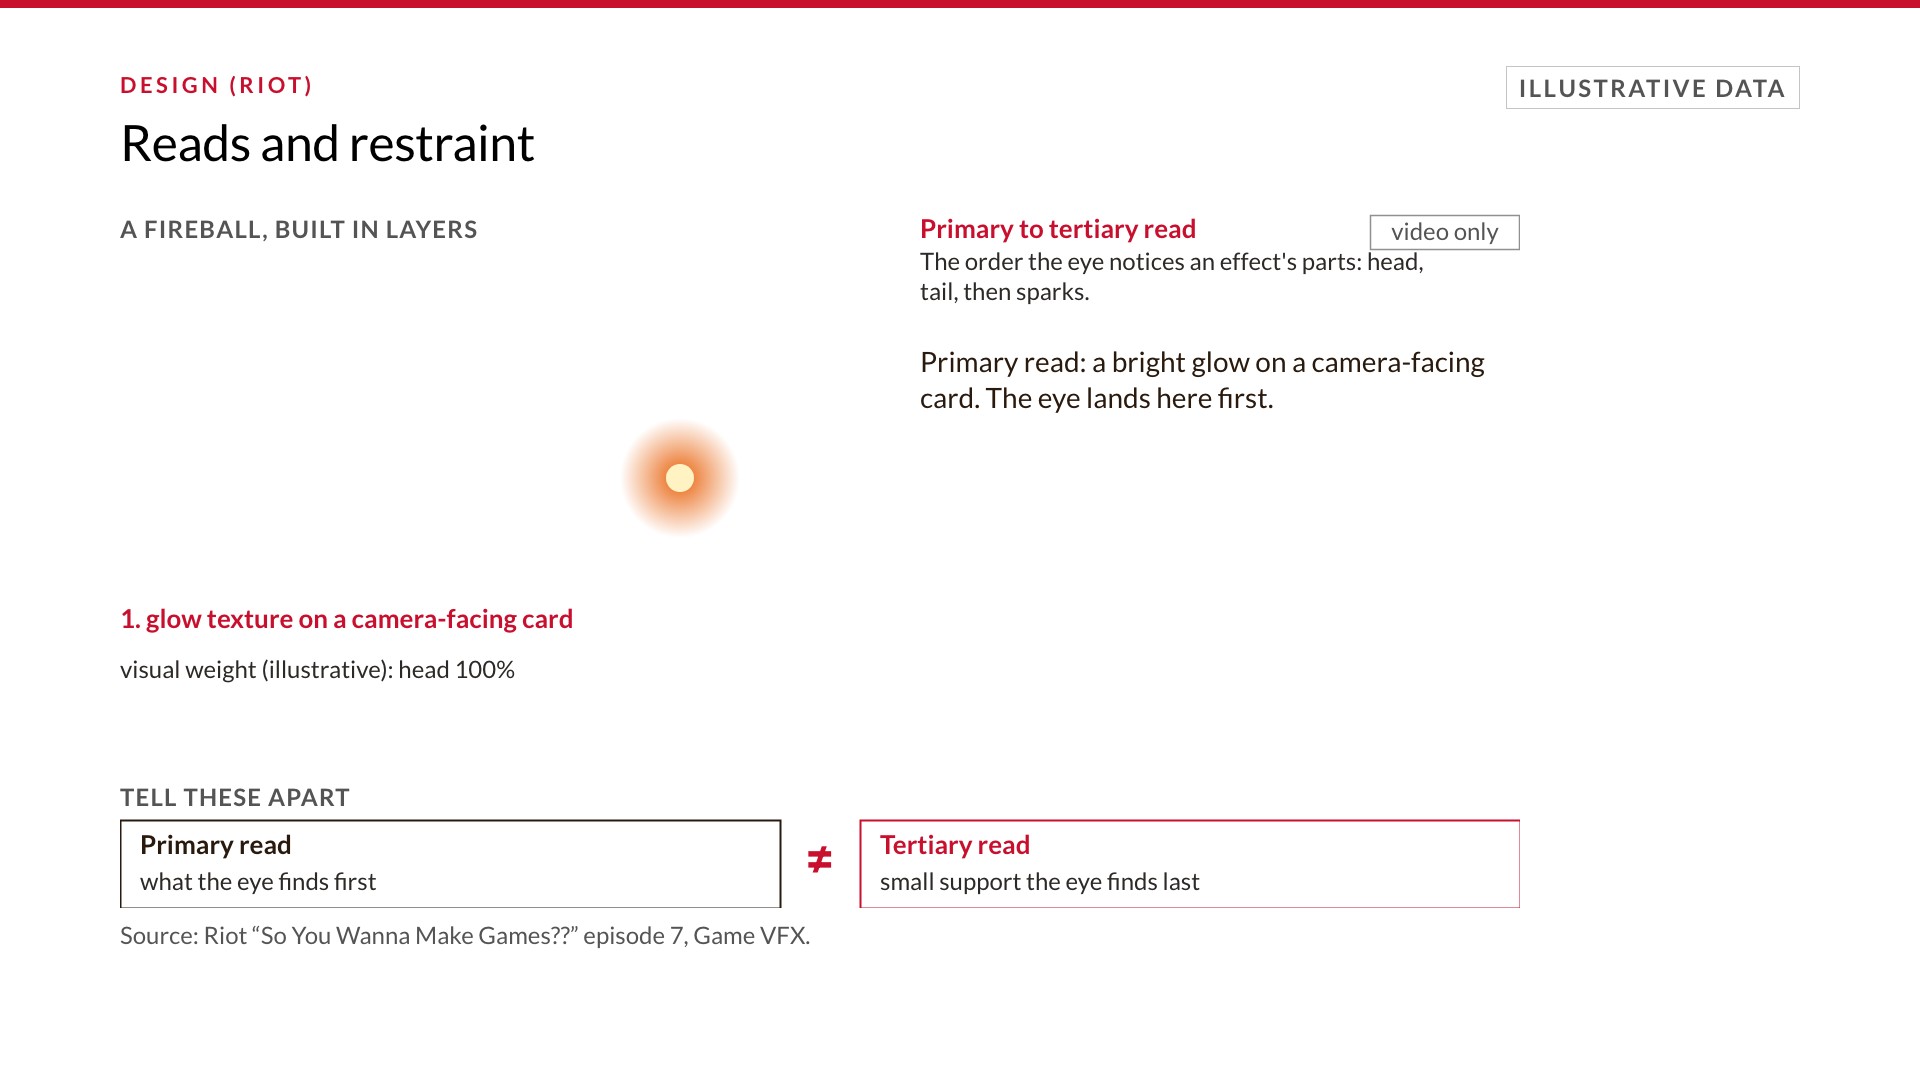 DESIGN (RIOT)
ILLUSTRATIVE DATA
Reads and restraint
A FIREBALL, BUILT IN LAYERS
Primary to tertiary read
video only
The order the eye notices an effect's parts: head,
tail, then sparks.
Primary read: a bright glow on a camera-facing
card. The eye lands here first.
1. glow texture on a camera-facing card
visual weight (illustrative): head 100%
TELL THESE APART
Primary read
what the eye finds first
≠
Tertiary read
small support the eye finds last
Source: Riot “So You Wanna Make Games??” episode 7, Game VFX.